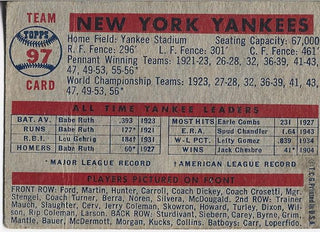 TEAM
TOPPS
97
CARD
NEW YORK YANKEES
Home Field: Yankee Stadium Seating Capacity: 67,000
R. F. Fence: 296' L. F. Fence: 301' C. F. Fence: 461'
Pennant Winning Teams: 1921-23, 26-28, 32, 36-39, 41-43,
47, 49-53, 55-56*
World Championship Teams: 1923, 27-28, 32, 36-39, 41, 43,
47, 49-53, 56*
ALL TIME YANKEE LEADERS
BAT. AV. Babe Ruth .393 1923 MOST HITS Earle Combs 231 1927
RUNS Babe Ruth 177* 1921 E.R.A. Spud Chandler 1.64 1943
R.B.I. Lou Gehrig 184† 1931 W-L PCT. Lefty Gomez .839 1934
HOMERS Babe Ruth 60* 1927 WINS Jack Chesbro 41 1904
*MAJOR LEAGUE RECORD †AMERICAN LEAGUE RECORD
PLAYERS PICTURED ON FRONT
FRONT ROW: Ford, Martin, Hunter, Carroll, Coach Dickey, Coach Crosetti, Mgr.
Stengel, Coach Turner, Berra, Noren, Silvera, McDougald. 2nd ROW: Trainer
Mauch, Slaughter, Cerv, Jerry Coleman, Skowron, Howard, Turley, Dixon, Wil-
son, Rip Coleman, Larsen, Kucks. BACK ROW: Sturdivant, Siebern, Carey, Byrne, Grim,
Mantle, Bauer, McDermott, Morgan, Kubek, Richardson, Grba, Bella.
© T.C.G. Printed in U.S.A.